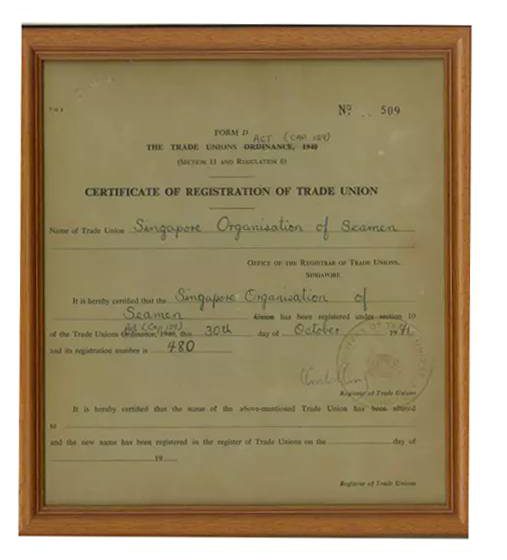 Nº 509
FORM D
ACT (CAP. 129)
THE TRADE UNIONS ORDINANCE, 1940
(SECTION 13 AND REGULATION 6)
CERTIFICATE OF REGISTRATION OF TRADE UNION
Name of Trade Union Singapore Organisation of Seamen
OFFICE OF THE REGISTRAR OF TRADE UNIONS,
SINGAPORE.
It is hereby certified that the Singapore Organisation of
Seamen Union has been registered under section 10
Act (Cap 129)
of the Trade Unions Ordinance, 1940, this 30th day of October 19
and its registration number is 480
Registrar of Trade Unions
It is hereby certified that the name of the above-mentioned Trade Union has been altered
to
and the new name has been registered in the register of Trade Unions on the day of
19
Registrar of Trade Unions